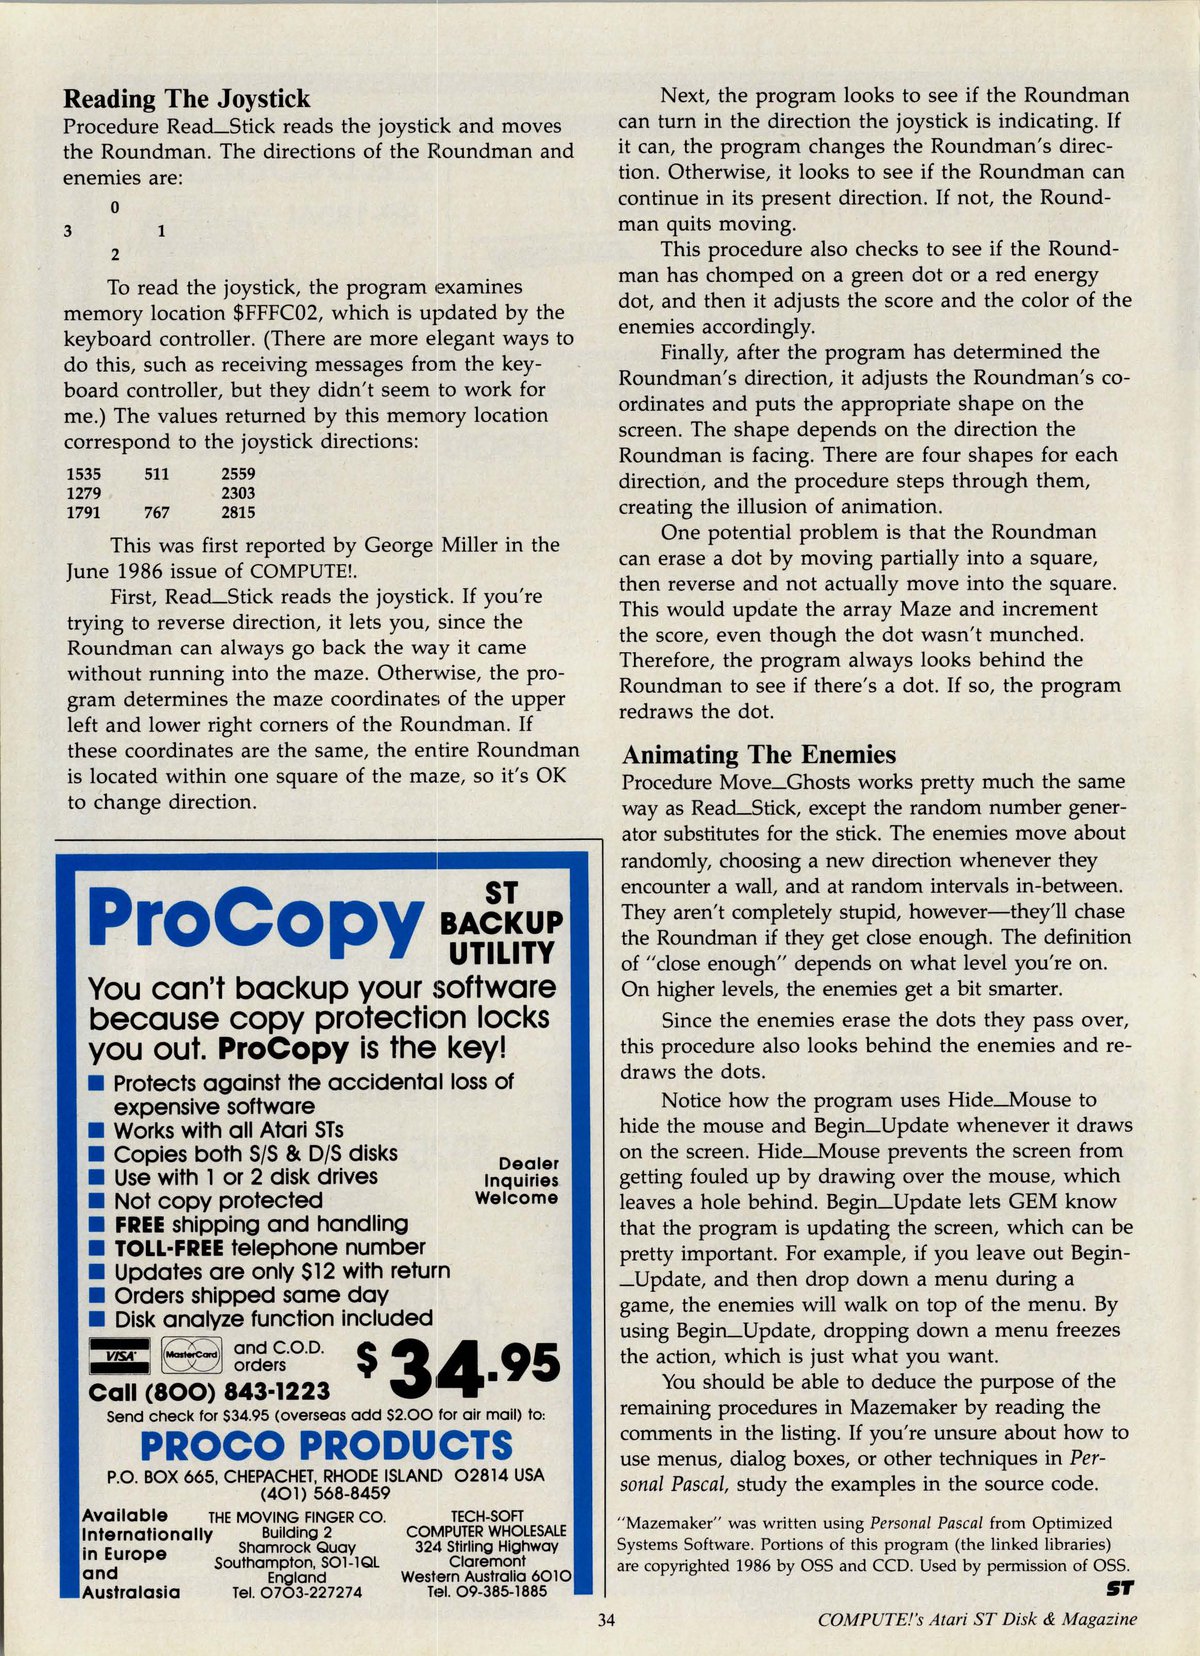 Reading The Joystick
Procedure Read_Stick reads the joystick and moves
the Roundman. The directions of the Roundman and
enemies are:
0
3 1
2
To read the joystick, the program examines
memory location $FFFC02, which is updated by the
keyboard controller. (There are more elegant ways to
do this, such as receiving messages from the key-
board controller, but they didn't seem to work for
me.) The values returned by this memory location
correspond to the joystick directions:
1535 511 2559
1279 2303
1791 767 2815
This was first reported by George Miller in the
June 1986 issue of COMPUTE!.
First, Read_Stick reads the joystick. If you're
trying to reverse direction, it lets you, since the
Roundman can always go back the way it came
without running into the maze. Otherwise, the pro-
gram determines the maze coordinates of the upper
left and lower right corners of the Roundman. If
these coordinates are the same, the entire Roundman
is located within one square of the maze, so it's OK
to change direction.
ProCopy
ST
BACKUP
UTILITY
You can't backup your software
because copy protection locks
you out. ProCopy is the key!
■ Protects against the accidental loss of
expensive software
■ Works with all Atari STs
■ Copies both S/S & D/S disks
■ Use with 1 or 2 disk drives
■ Not copy protected
■ FREE shipping and handling
■ TOLL-FREE telephone number
■ Updates are only $12 with return
■ Orders shipped same day
■ Disk analyze function included
Dealer
Inquiries
Welcome
VISA MasterCard
and C.O.D.
orders
$34.95
Call (800) 843-1223
Send check for $34.95 (overseas add $2.00 for air mail) to:
PROCO PRODUCTS
P.O. BOX 665, CHEPACHET, RHODE ISLAND 02814 USA
(401) 568-8459
Available
Internationally
in Europe
and
Australasia
THE MOVING FINGER CO.
Building 2
Shamrock Quay
Southampton, SO1-1QL
England
Tel. 0703-227274
TECH-SOFT
COMPUTER WHOLESALE
324 Stirling Highway
Claremont
Western Australia 6010
Tel. 09-385-1885
Next, the program looks to see if the Roundman
can turn in the direction the joystick is indicating. If
it can, the program changes the Roundman's direc-
tion. Otherwise, it looks to see if the Roundman can
continue in its present direction. If not, the Round-
man quits moving.
This procedure also checks to see if the Round-
man has chomped on a green dot or a red energy
dot, and then it adjusts the score and the color of the
enemies accordingly.
Finally, after the program has determined the
Roundman's direction, it adjusts the Roundman's co-
ordinates and puts the appropriate shape on the
screen. The shape depends on the direction the
Roundman is facing. There are four shapes for each
direction, and the procedure steps through them,
creating the illusion of animation.
One potential problem is that the Roundman
can erase a dot by moving partially into a square,
then reverse and not actually move into the square.
This would update the array Maze and increment
the score, even though the dot wasn't munched.
Therefore, the program always looks behind the
Roundman to see if there's a dot. If so, the program
redraws the dot.
Animating The Enemies
Procedure Move_Ghosts works pretty much the same
way as Read_Stick, except the random number gener-
ator substitutes for the stick. The enemies move about
randomly, choosing a new direction whenever they
encounter a wall, and at random intervals in-between.
They aren't completely stupid, however—they'll chase
the Roundman if they get close enough. The definition
of "close enough" depends on what level you're on.
On higher levels, the enemies get a bit smarter.
Since the enemies erase the dots they pass over,
this procedure also looks behind the enemies and re-
draws the dots.
Notice how the program uses Hide_Mouse to
hide the mouse and Begin_Update whenever it draws
on the screen. Hide_Mouse prevents the screen from
getting fouled up by drawing over the mouse, which
leaves a hole behind. Begin_Update lets GEM know
that the program is updating the screen, which can be
pretty important. For example, if you leave out Begin-
_Update, and then drop down a menu during a
game, the enemies will walk on top of the menu. By
using Begin_Update, dropping down a menu freezes
the action, which is just what you want.
You should be able to deduce the purpose of the
remaining procedures in Mazemaker by reading the
comments in the listing. If you're unsure about how to
use menus, dialog boxes, or other techniques in Per-
sonal Pascal, study the examples in the source code.
"Mazemaker" was written using Personal Pascal from Optimized
Systems Software. Portions of this program (the linked libraries)
are copyrighted 1986 by OSS and CCD. Used by permission of OSS.
ST
34
COMPUTE!'s Atari ST Disk & Magazine